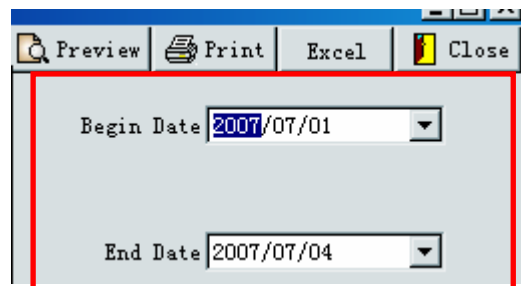 Preview Print Excel Close
Begin Date 2007/07/01
End Date 2007/07/04